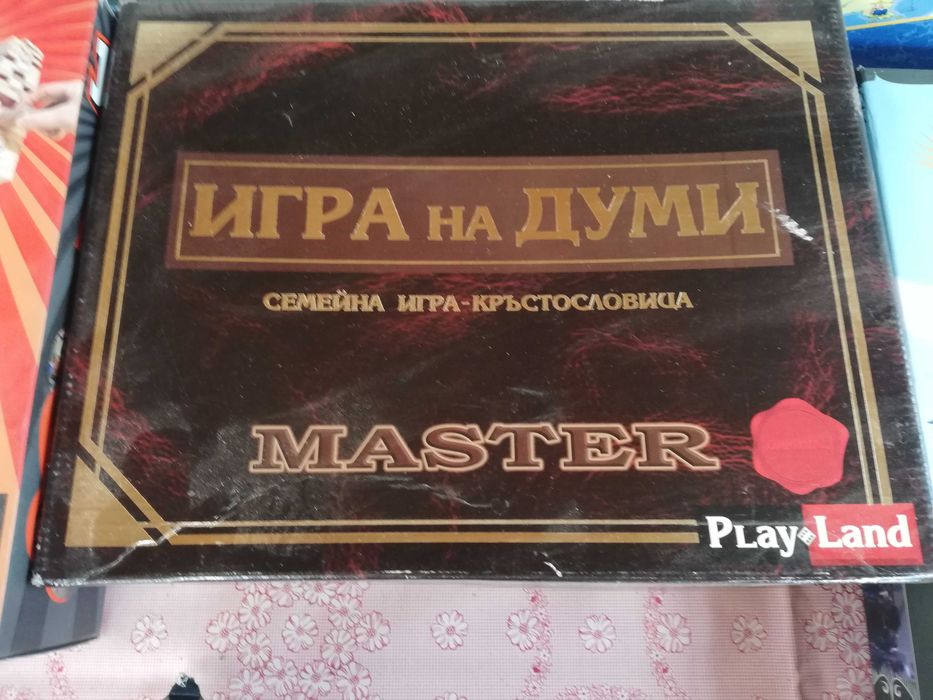 ИГРА НА ДУМИ
СЕМЕЙНА ИГРА-КРЪСТОСЛОВИЦА
MASTER
PLay Land